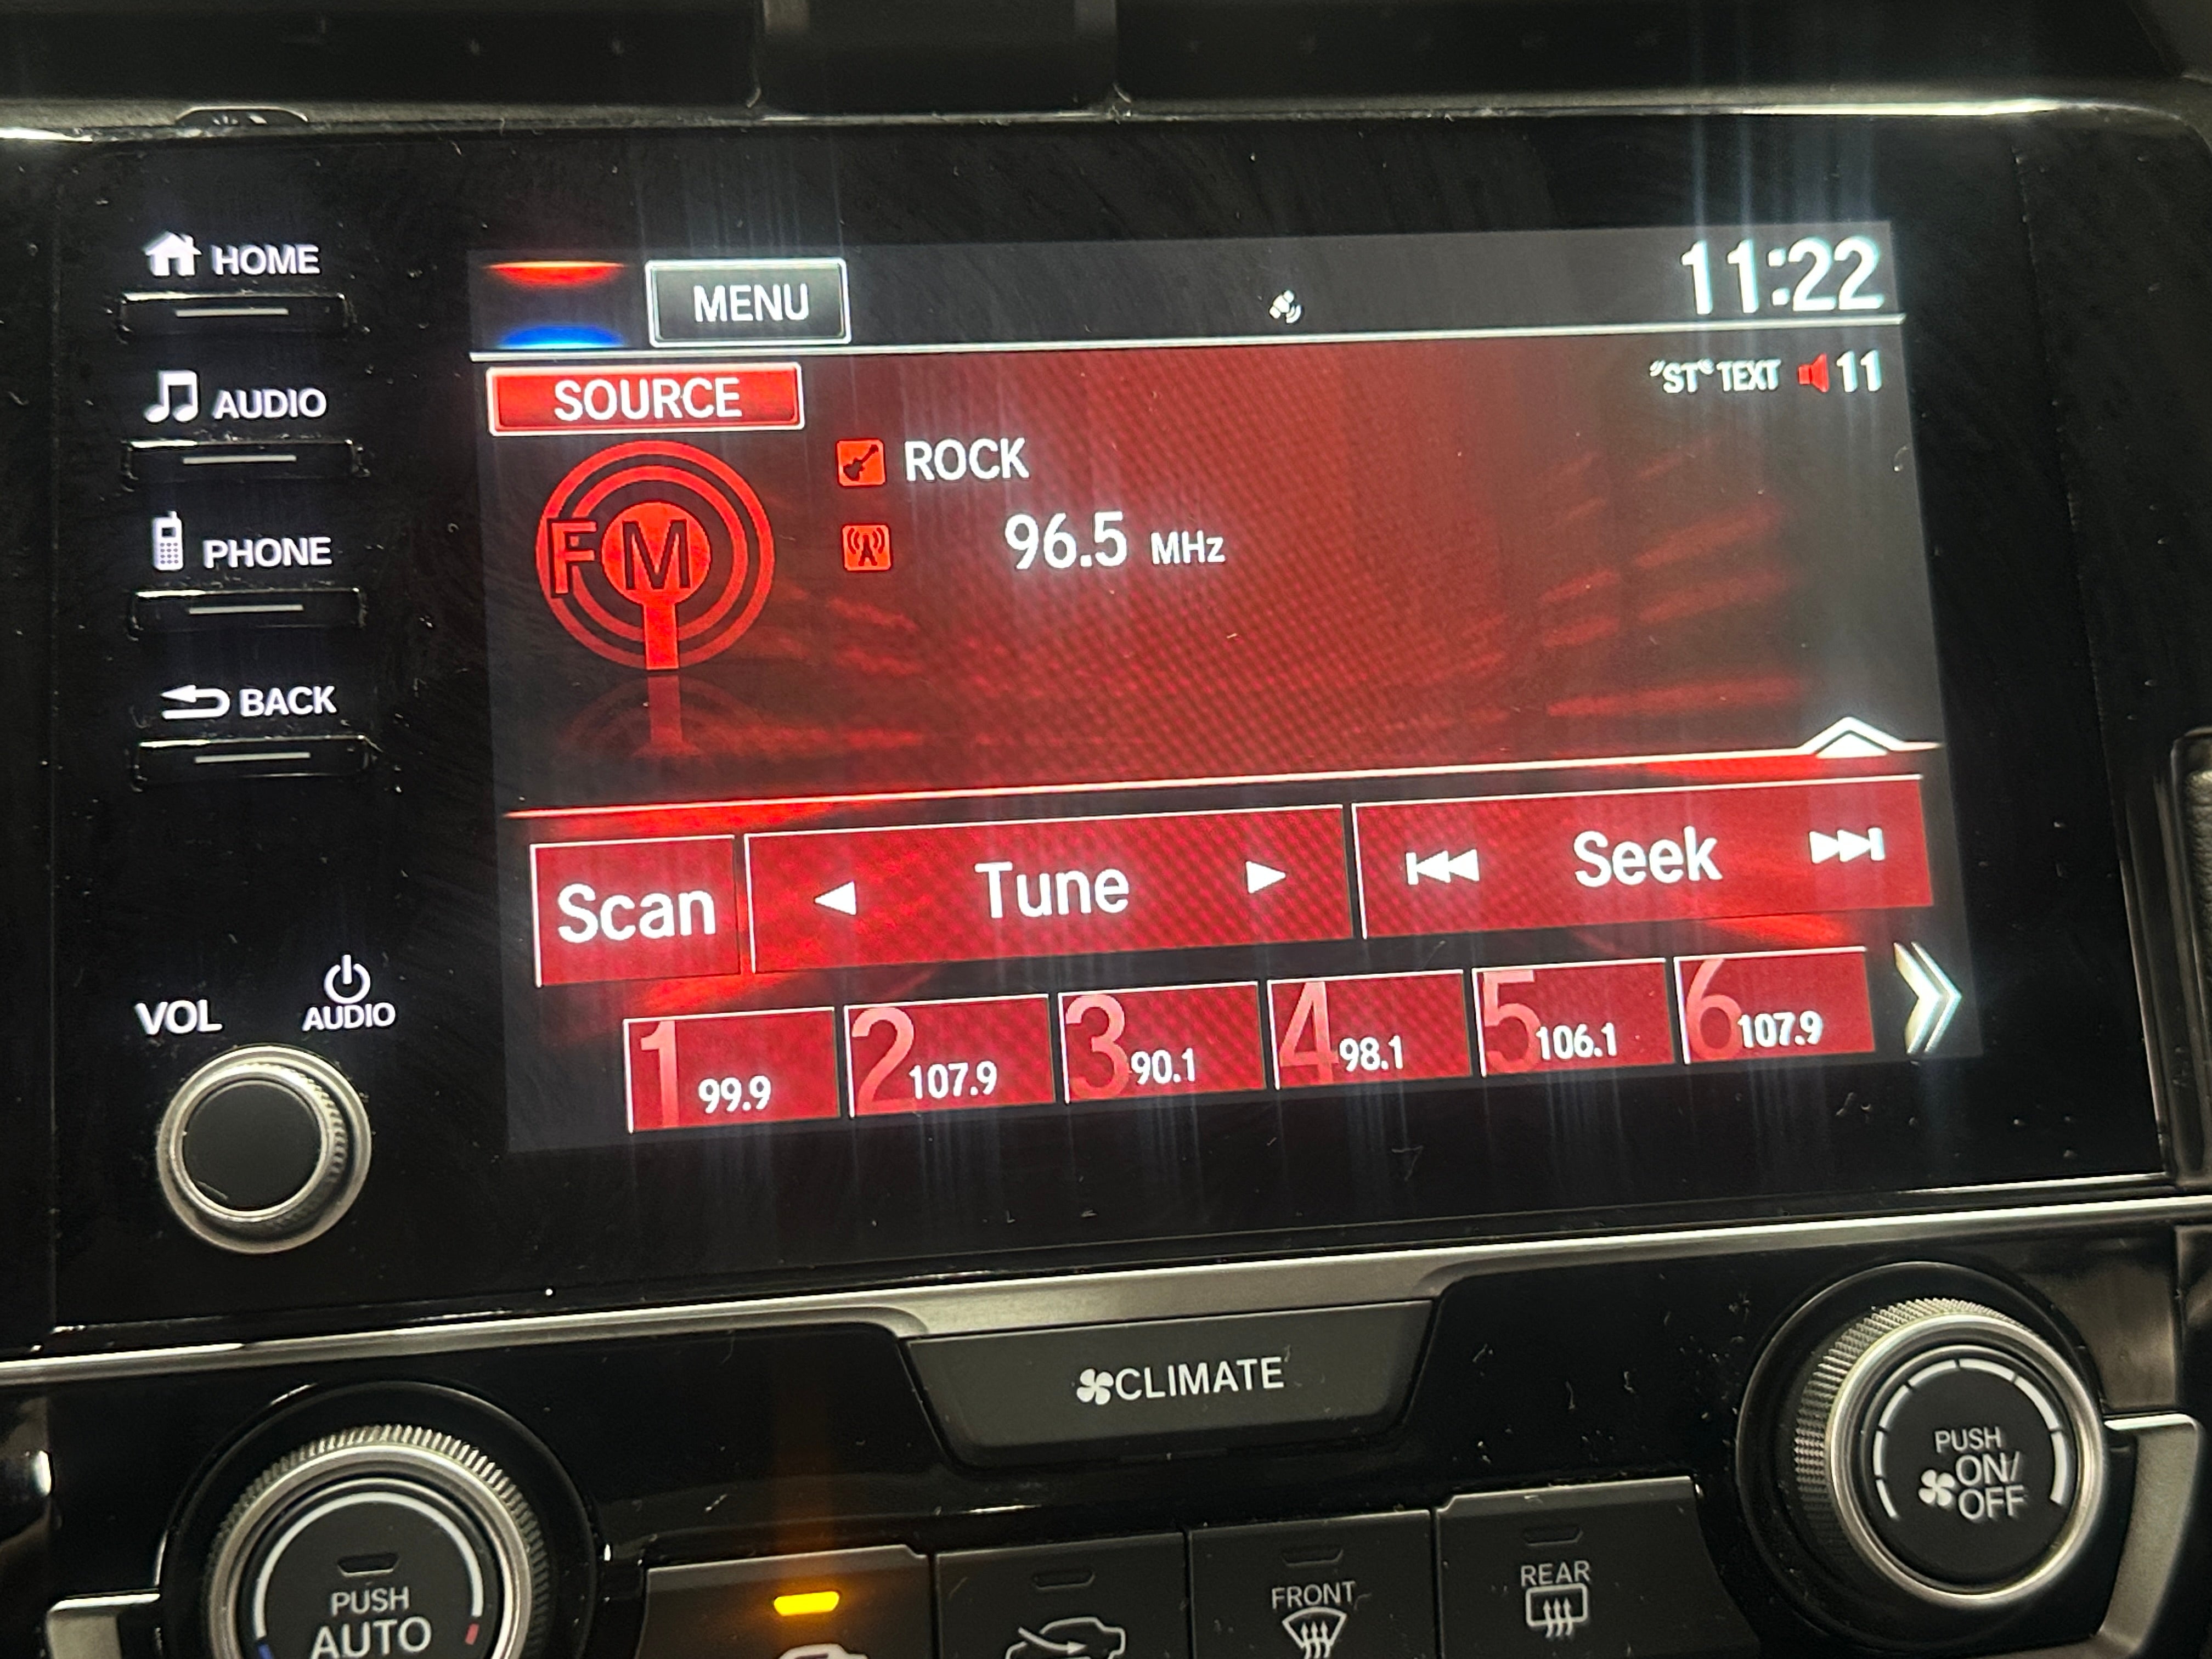 HOME
AUDIO
PHONE
BACK
VOL
AUDIO
MENU
11:22
SOURCE
"ST" TEXT 11
ROCK
FM
96.5 MHz
Scan
Tune
Seek
1 99.9
2 107.9
3 90.1
4 98.1
5 106.1
6 107.9
CLIMATE
PUSH
AUTO
FRONT
REAR
PUSH
ON/
OFF